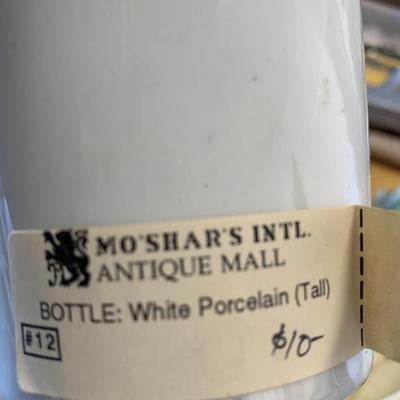 MO'SHAR'S INTL.
ANTIQUE MALL
BOTTLE: White Porcelain (Tall)
#12
$10-